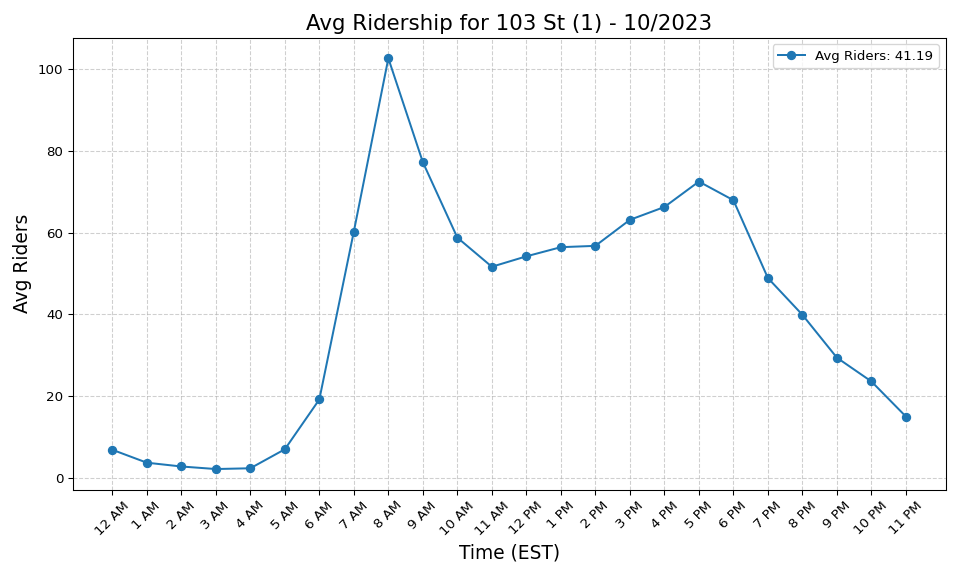 Avg Ridership for 103 St (1) - 10/2023
Avg Riders: 41.19
Avg Riders
100
80
60
40
20
0
12 AM
1 AM
2 AM
3 AM
4 AM
5 AM
6 AM
7 AM
8 AM
9 AM
10 AM
11 AM
12 PM
1 PM
2 PM
3 PM
4 PM
5 PM
6 PM
7 PM
8 PM
9 PM
10 PM
11 PM
Time (EST)